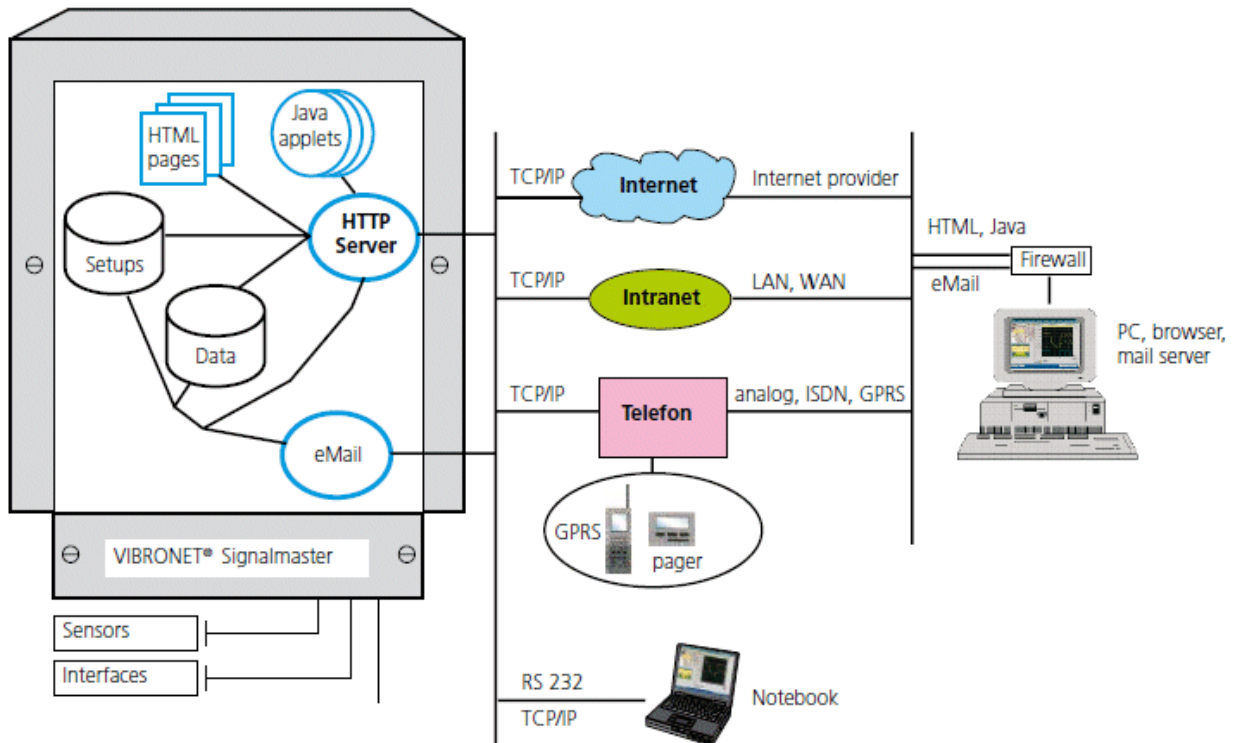 HTML
pages
Java
applets
HTTP
Server
Setups
Data
eMail
VIBRONET® Signalmaster
Sensors
Interfaces
TCP/IP
Internet
Internet provider
TCP/IP
Intranet
LAN, WAN
TCP/IP
Telefon
analog, ISDN, GPRS
GPRS
pager
RS 232
TCP/IP
Notebook
HTML, Java
eMail
Firewall
PC, browser,
mail server